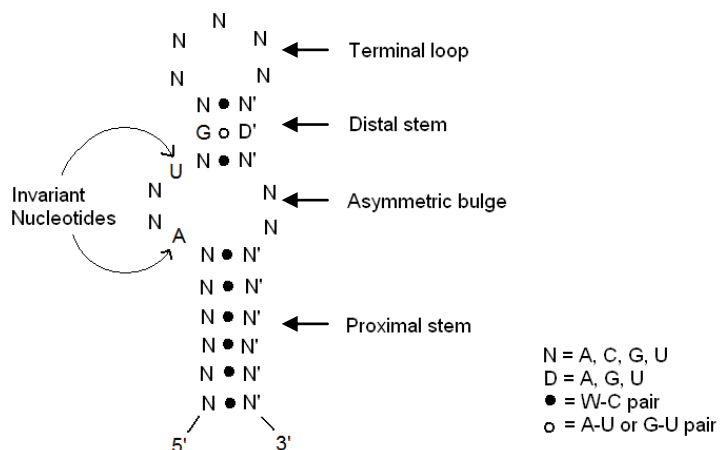 N
N N
N N
N ● N'
G ○ D'
N ● N'
U
N N
N N
A
N ● N'
N ● N'
N ● N'
N ● N'
N ● N'
N ● N'
5' 3'
Invariant
Nucleotides
Terminal loop
Distal stem
Asymmetric bulge
Proximal stem
N = A, C, G, U
D = A, G, U
● = W-C pair
○ = A-U or G-U pair